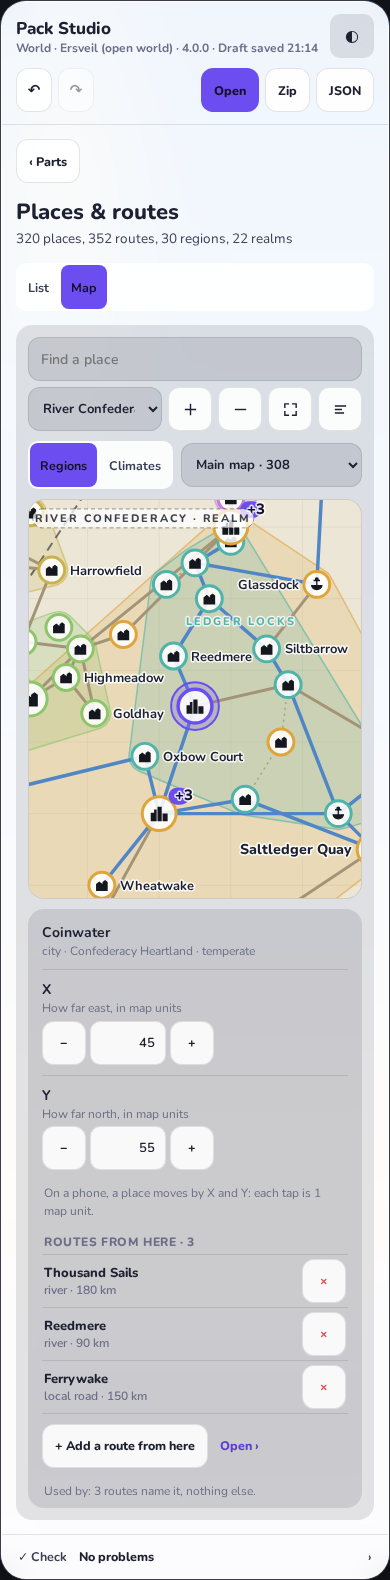 Pack Studio
World · Ersveil (open world) · 4.0.0 · Draft saved 21:14
Open
Zip
JSON
‹ Parts
Places & routes
320 places, 352 routes, 30 regions, 22 realms
List
Map
Find a place
River Confeder
Regions
Climates
Main map · 308
+3
RIVER CONFEDERACY · REALM
Harrowfield
Glassdock
LEDGER LOCKS
Reedmere
Siltbarrow
Highmeadow
Goldhay
Oxbow Court
+3
Saltledger Quay
Wheatwake
Coinwater
city · Confederacy Heartland · temperate
X
How far east, in map units
− 45 +
Y
How far north, in map units
− 55 +
On a phone, a place moves by X and Y: each tap is 1
map unit.
ROUTES FROM HERE · 3
Thousand Sails
river · 180 km
×
Reedmere
river · 90 km
×
Ferrywake
local road · 150 km
×
+ Add a route from here
Open ›
Used by: 3 routes name it, nothing else.
✓ Check No problems ›